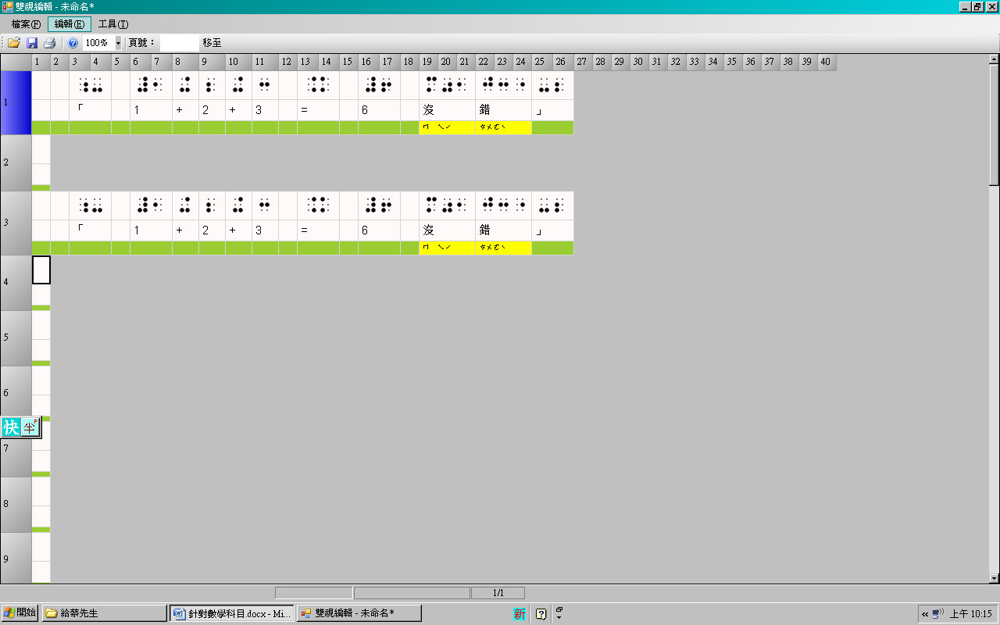 雙視編輯 - 未命名*
檔案(F) 編輯(E) 工具(T)
100% 頁號： 移至
1 2 3 4 5 6 7 8 9 10 11 12 13 14 15 16 17 18 19 20 21 22 23 24 25 26 27 28 29 30 31 32 33 34 35 36 37 38 39 40
⠰⠤ ⠼⠂ ⠬ ⠆ ⠬ ⠒ ⠨⠅ ⠼⠖ ⠍⠴⠂ ⠚⠒⠐ ⠤⠆
1 「 1 + 2 + 3 = 6 沒 錯 」
ㄇ ㄟˊ ㄘㄨㄛˋ
2
3 「 1 + 2 + 3 = 6 沒 錯 」
ㄇ ㄟˊ ㄘㄨㄛˋ
4
5
6
快 半
7
8
9
1/1
開始 給蔡先生 針對數學科目.docx - Mi... 雙視編輯 - 未命名* 新 ? « 上午 10:15